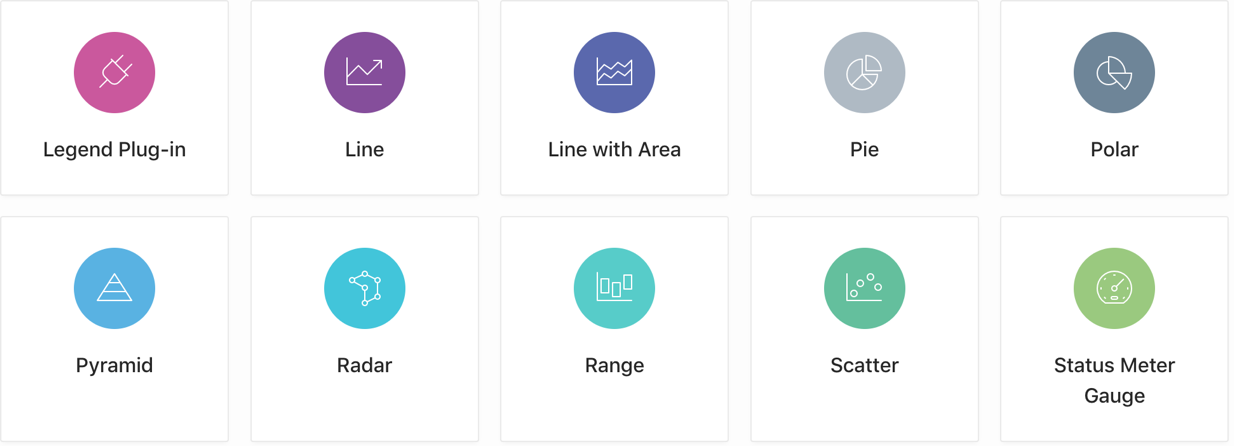 Legend Plug-in
Line
Line with Area
Pie
Polar
Pyramid
Radar
Range
Scatter
Status Meter
Gauge